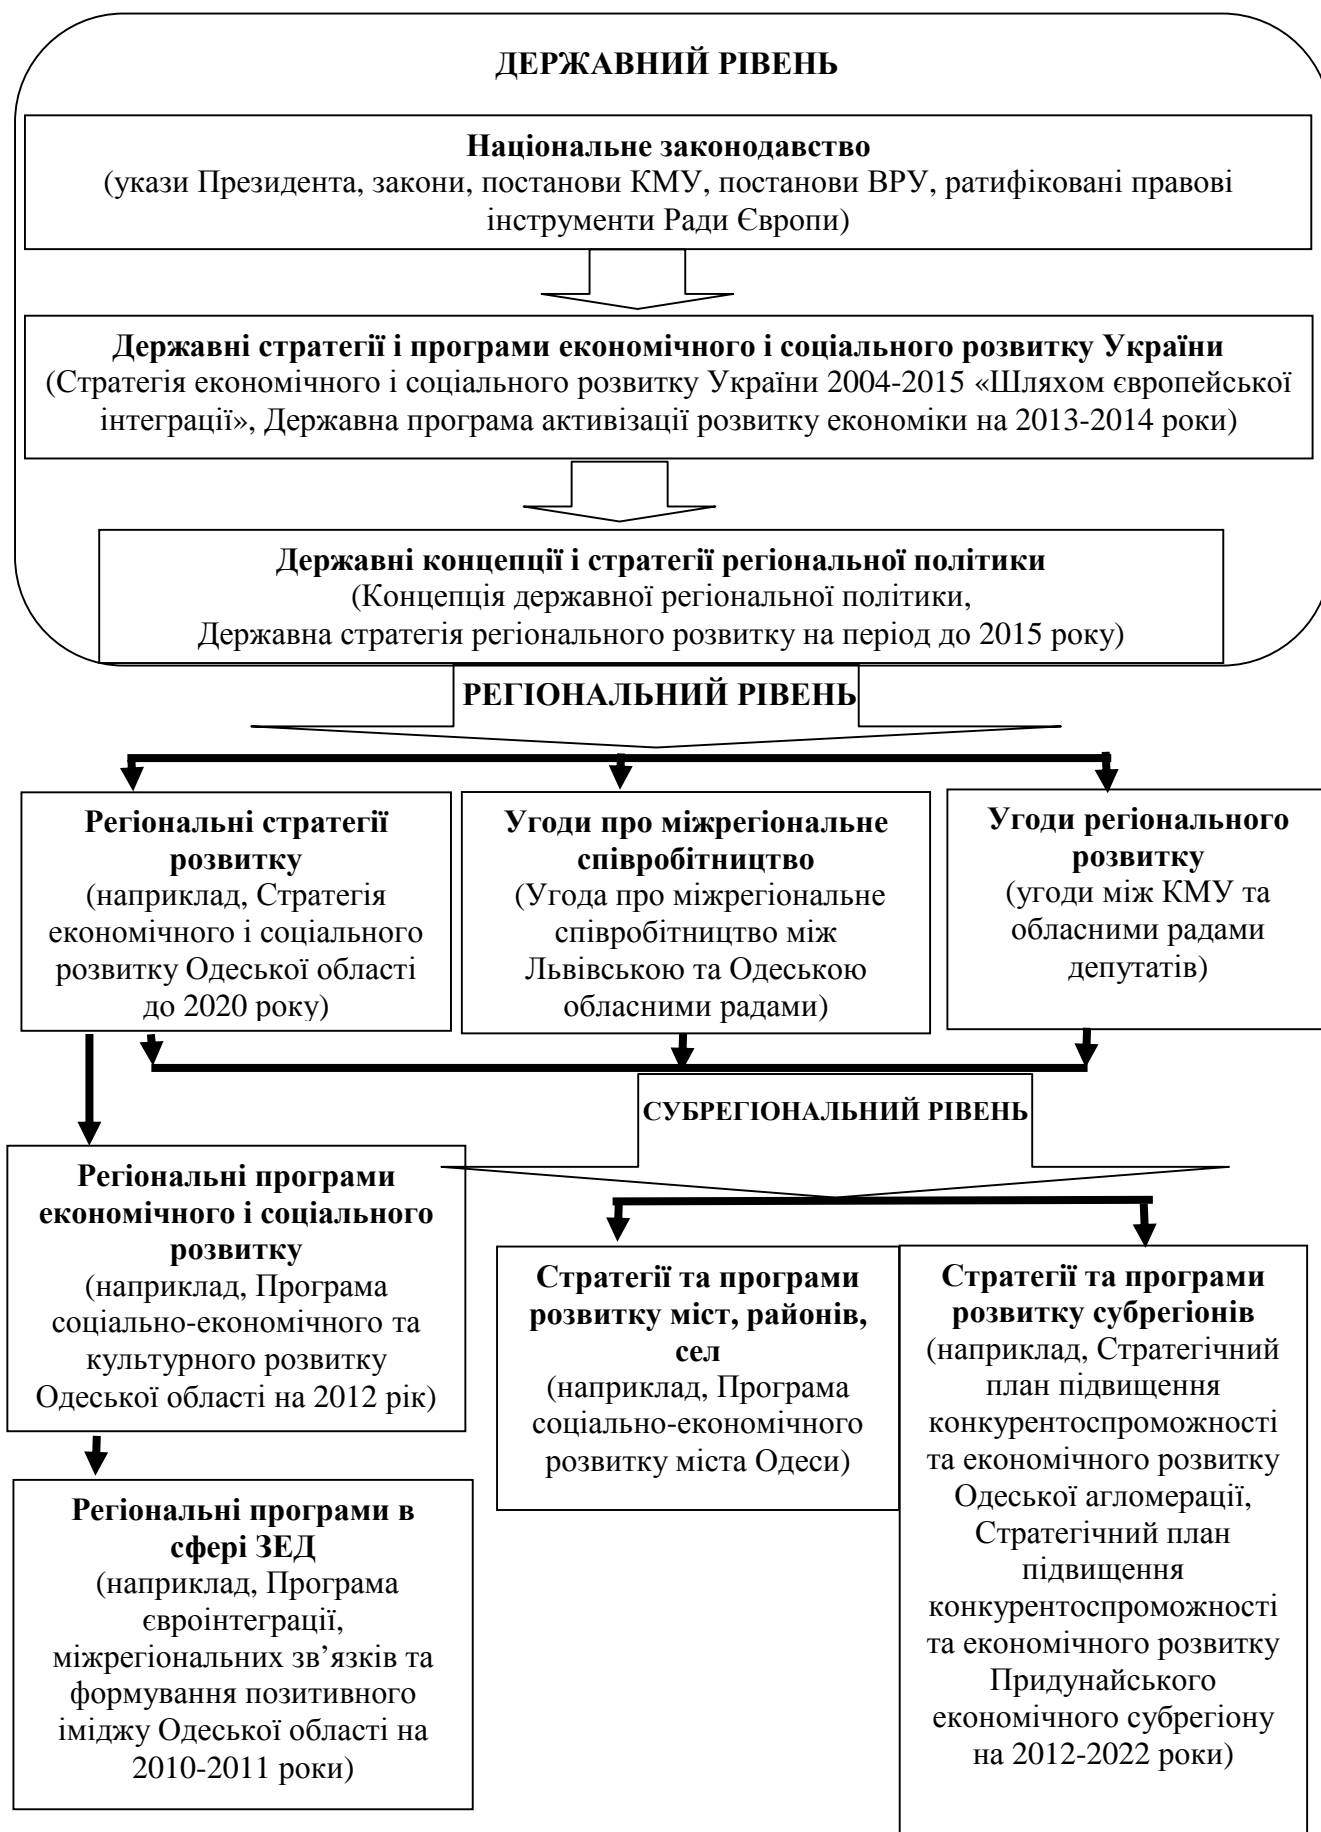 ДЕРЖАВНИЙ РІВЕНЬ
Національне законодавство
(укази Президента, закони, постанови КМУ, постанови ВРУ, ратифіковані правові
інструменти Ради Європи)
Державні стратегії і програми економічного і соціального розвитку України
(Стратегія економічного і соціального розвитку України 2004-2015 «Шляхом європейської
інтеграції», Державна програма активізації розвитку економіки на 2013-2014 роки)
Державні концепції і стратегії регіональної політики
(Концепція державної регіональної політики,
Державна стратегія регіонального розвитку на період до 2015 року)
РЕГІОНАЛЬНИЙ РІВЕНЬ
Регіональні стратегії
розвитку
(наприклад, Стратегія
економічного і соціального
розвитку Одеської області
до 2020 року)
Угоди про міжрегіональне
співробітництво
(Угода про міжрегіональне
співробітництво між
Львівською та Одеською
обласними радами)
Угоди регіонального
розвитку
(угоди між КМУ та
обласними радами
депутатів)
СУБРЕГІОНАЛЬНИЙ РІВЕНЬ
Регіональні програми
економічного і соціального
розвитку
(наприклад, Програма
соціально-економічного та
культурного розвитку
Одеської області на 2012 рік)
Регіональні програми в
сфері ЗЕД
(наприклад, Програма
євроінтеграції,
міжрегіональних зв’язків та
формування позитивного
іміджу Одеської області на
2010-2011 роки)
Стратегії та програми
розвитку міст, районів,
сел
(наприклад, Програма
соціально-економічного
розвитку міста Одеси)
Стратегії та програми
розвитку субрегіонів
(наприклад, Стратегічний
план підвищення
конкурентоспроможності
та економічного розвитку
Одеської агломерації,
Стратегічний план
підвищення
конкурентоспроможності
та економічного розвитку
Придунайського
економічного субрегіону
на 2012-2022 роки)